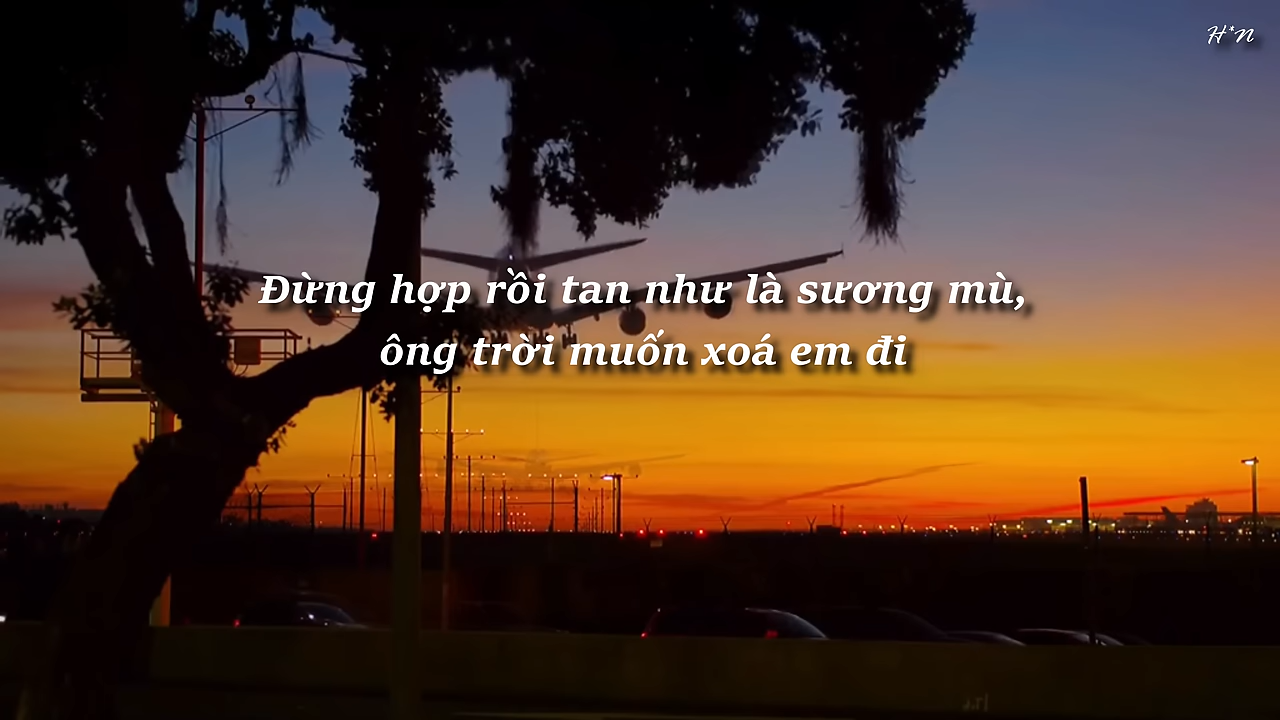 H*N
Đừng hợp rồi tan như là sương mù,
ông trời muốn xoá em đi